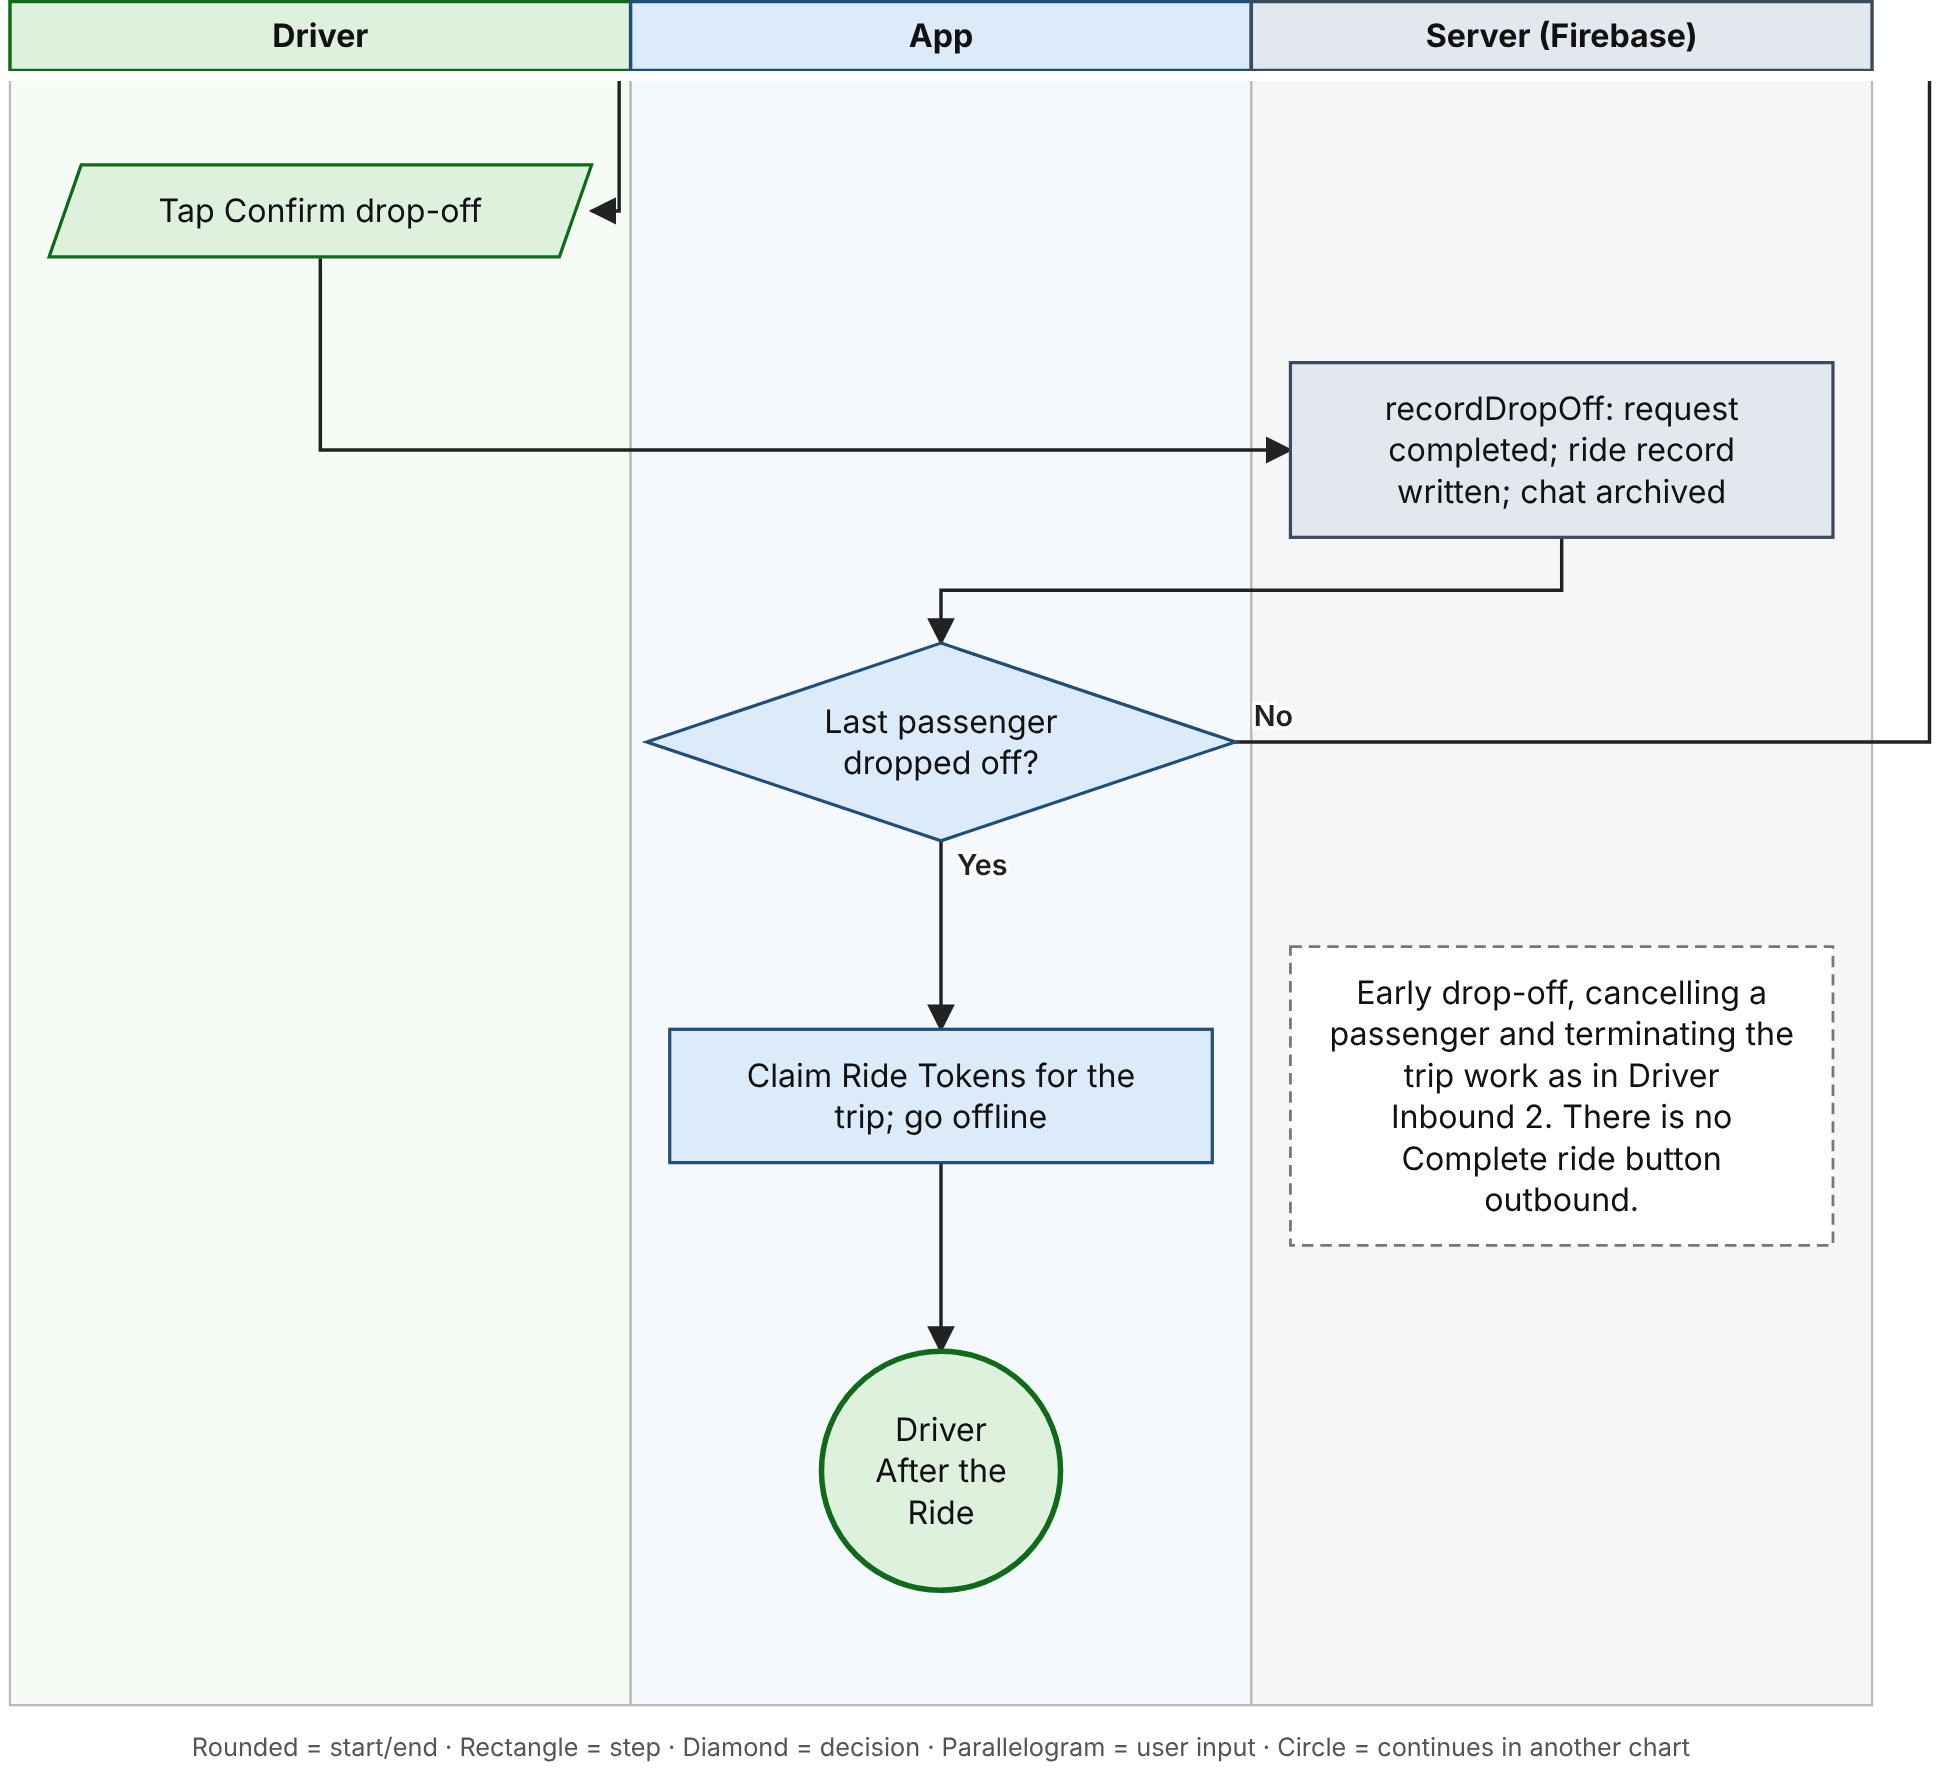 Driver
App
Server (Firebase)
Tap Confirm drop-off
recordDropOff: request
completed; ride record
written; chat archived
Last passenger
dropped off?
No
Yes
Early drop-off, cancelling a
passenger and terminating the
trip work as in Driver
Inbound 2. There is no
Complete ride button
outbound.
Claim Ride Tokens for the
trip; go offline
Driver
After the
Ride
Rounded = start/end · Rectangle = step · Diamond = decision · Parallelogram = user input · Circle = continues in another chart